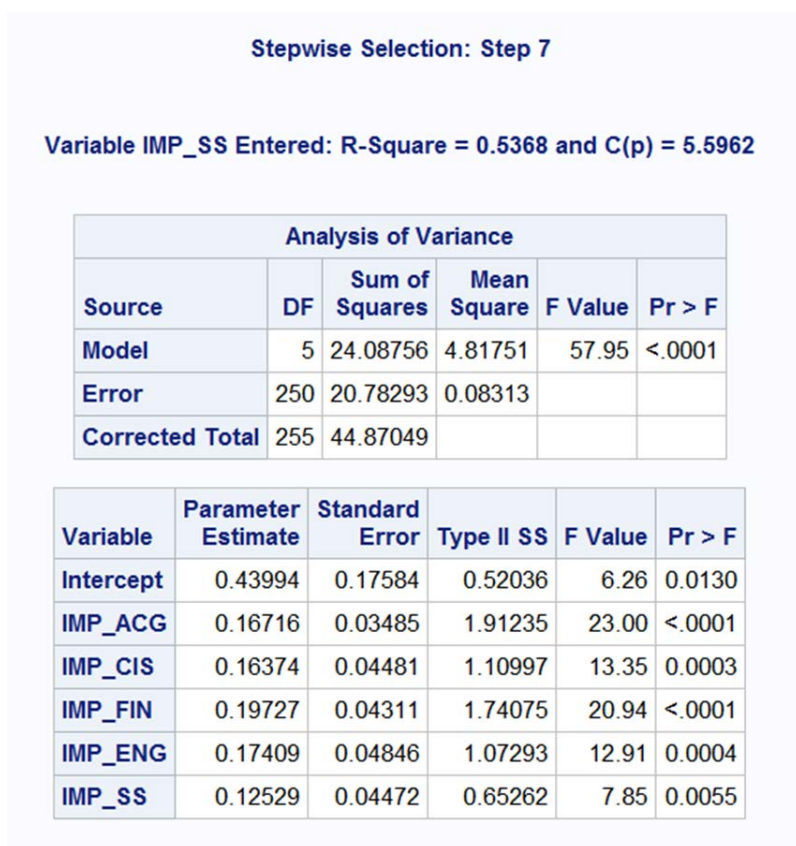 Stepwise Selection: Step 7
Variable IMP_SS Entered: R-Square = 0.5368 and C(p) = 5.5962
Analysis of Variance
Source DF Sum of Squares Mean Square F Value Pr > F
Model 5 24.08756 4.81751 57.95 <.0001
Error 250 20.78293 0.08313
Corrected Total 255 44.87049
Variable Parameter Estimate Standard Error Type II SS F Value Pr > F
Intercept 0.43994 0.17584 0.52036 6.26 0.0130
IMP_ACG 0.16716 0.03485 1.91235 23.00 <.0001
IMP_CIS 0.16374 0.04481 1.10997 13.35 0.0003
IMP_FIN 0.19727 0.04311 1.74075 20.94 <.0001
IMP_ENG 0.17409 0.04846 1.07293 12.91 0.0004
IMP_SS 0.12529 0.04472 0.65262 7.85 0.0055